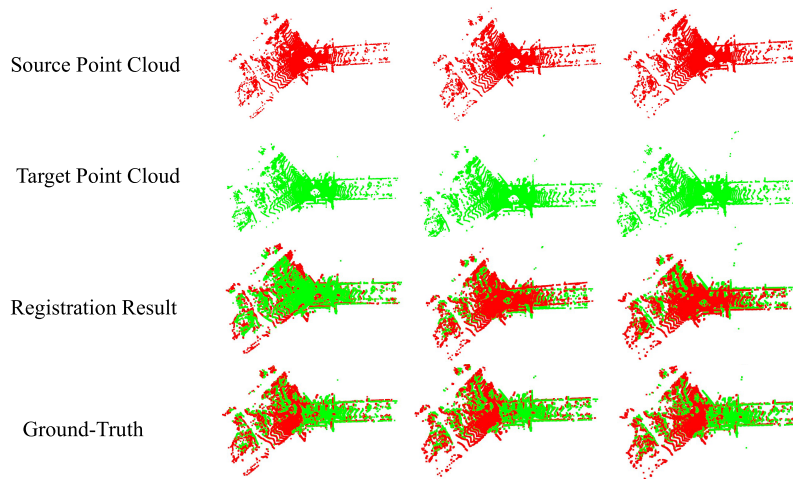 Source Point Cloud
Target Point Cloud
Registration Result
Ground-Truth